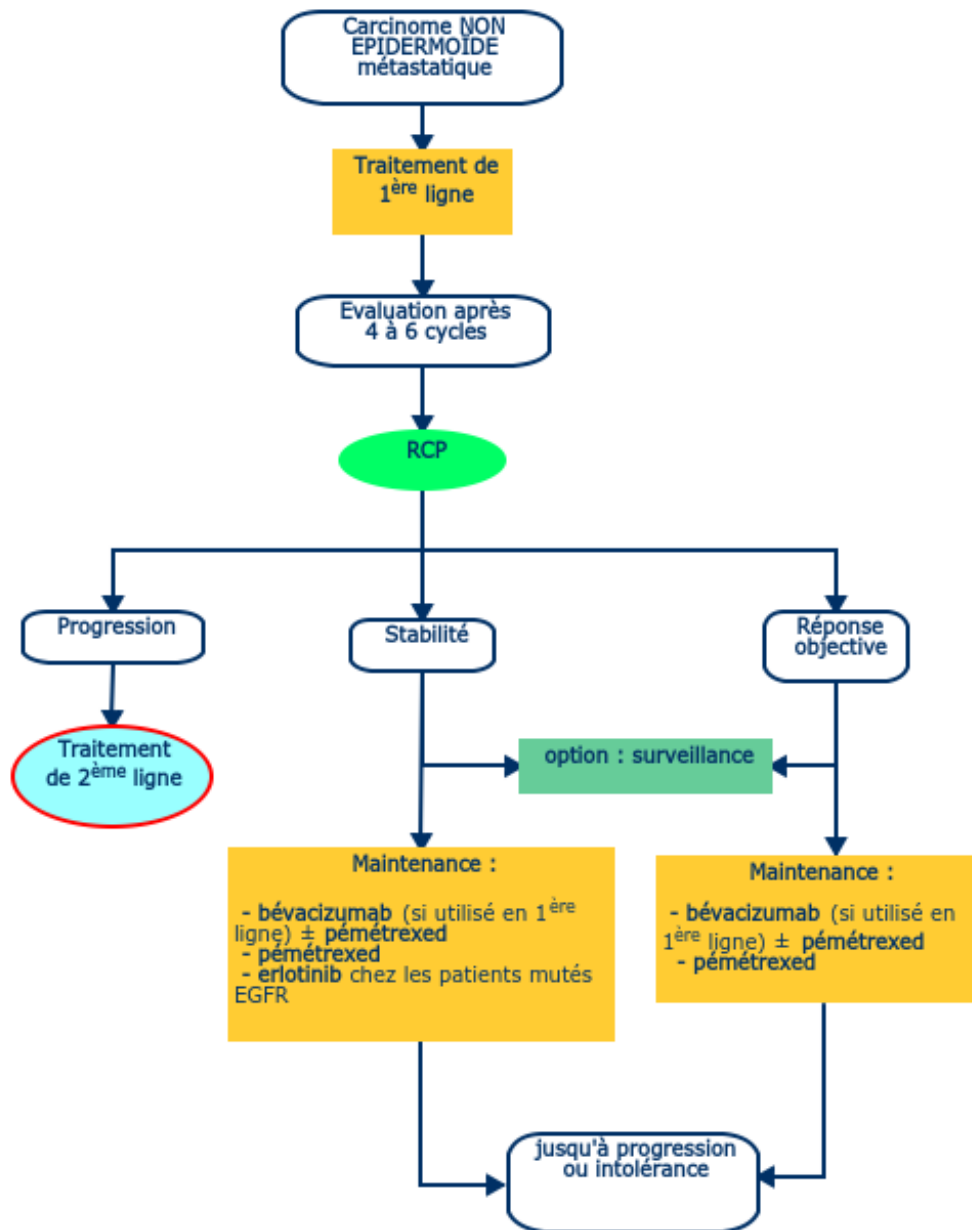 Carcinome NON
EPIDERMOÏDE
métastatique
Traitement de
1ère ligne
Evaluation après
4 à 6 cycles
RCP
Progression
Stabilité
Réponse
objective
Traitement
de 2ème ligne
option : surveillance
Maintenance :
- bévacizumab (si utilisé en 1ère
ligne) ± pémétrexed
- pémétrexed
- erlotinib chez les patients mutés
EGFR
Maintenance :
- bévacizumab (si utilisé en
1ère ligne) ± pémétrexed
- pémétrexed
jusqu'à progression
ou intolérance